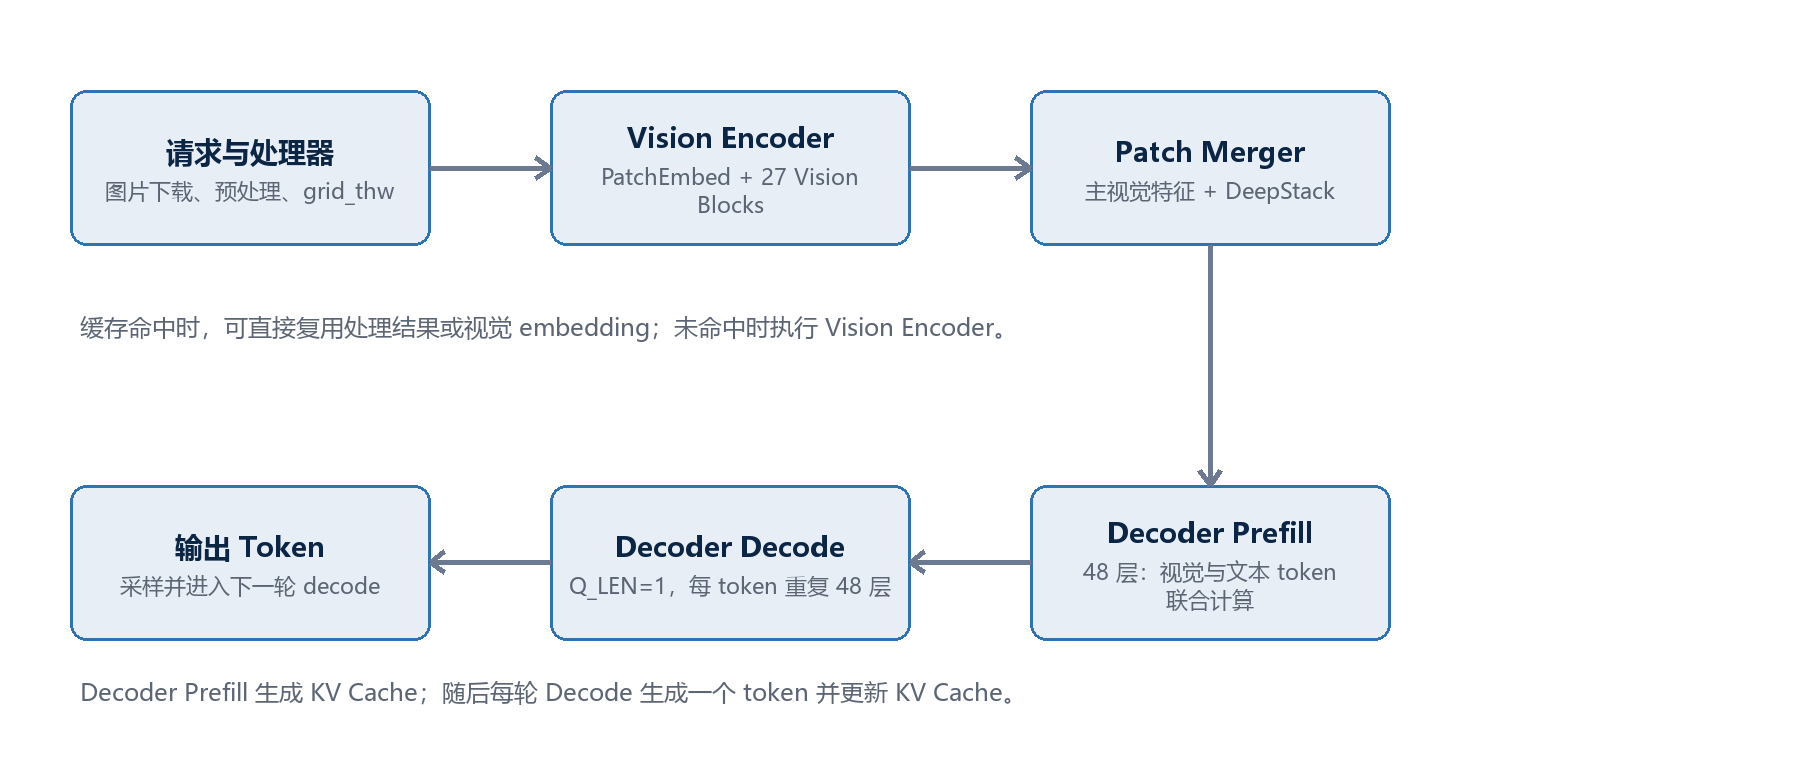 请求与处理器
图片下载、预处理、grid_thw
Vision Encoder
PatchEmbed + 27 Vision
Blocks
Patch Merger
主视觉特征 + DeepStack
缓存命中时，可直接复用处理结果或视觉 embedding；未命中时执行 Vision Encoder。
输出 Token
采样并进入下一轮 decode
Decoder Decode
Q_LEN=1，每 token 重复 48 层
Decoder Prefill
48 层：视觉与文本 token
联合计算
Decoder Prefill 生成 KV Cache；随后每轮 Decode 生成一个 token 并更新 KV Cache。